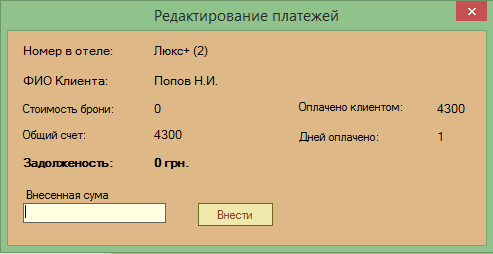 Редактирование платежей
Номер в отеле: Люкс+ (2)
ФИО Клиента: Попов Н.И.
Стоимость брони: 0 Оплачено клиентом: 4300
Общий счет: 4300 Дней оплачено: 1
Задолженость: 0 грн.
Внесенная сума
Внести